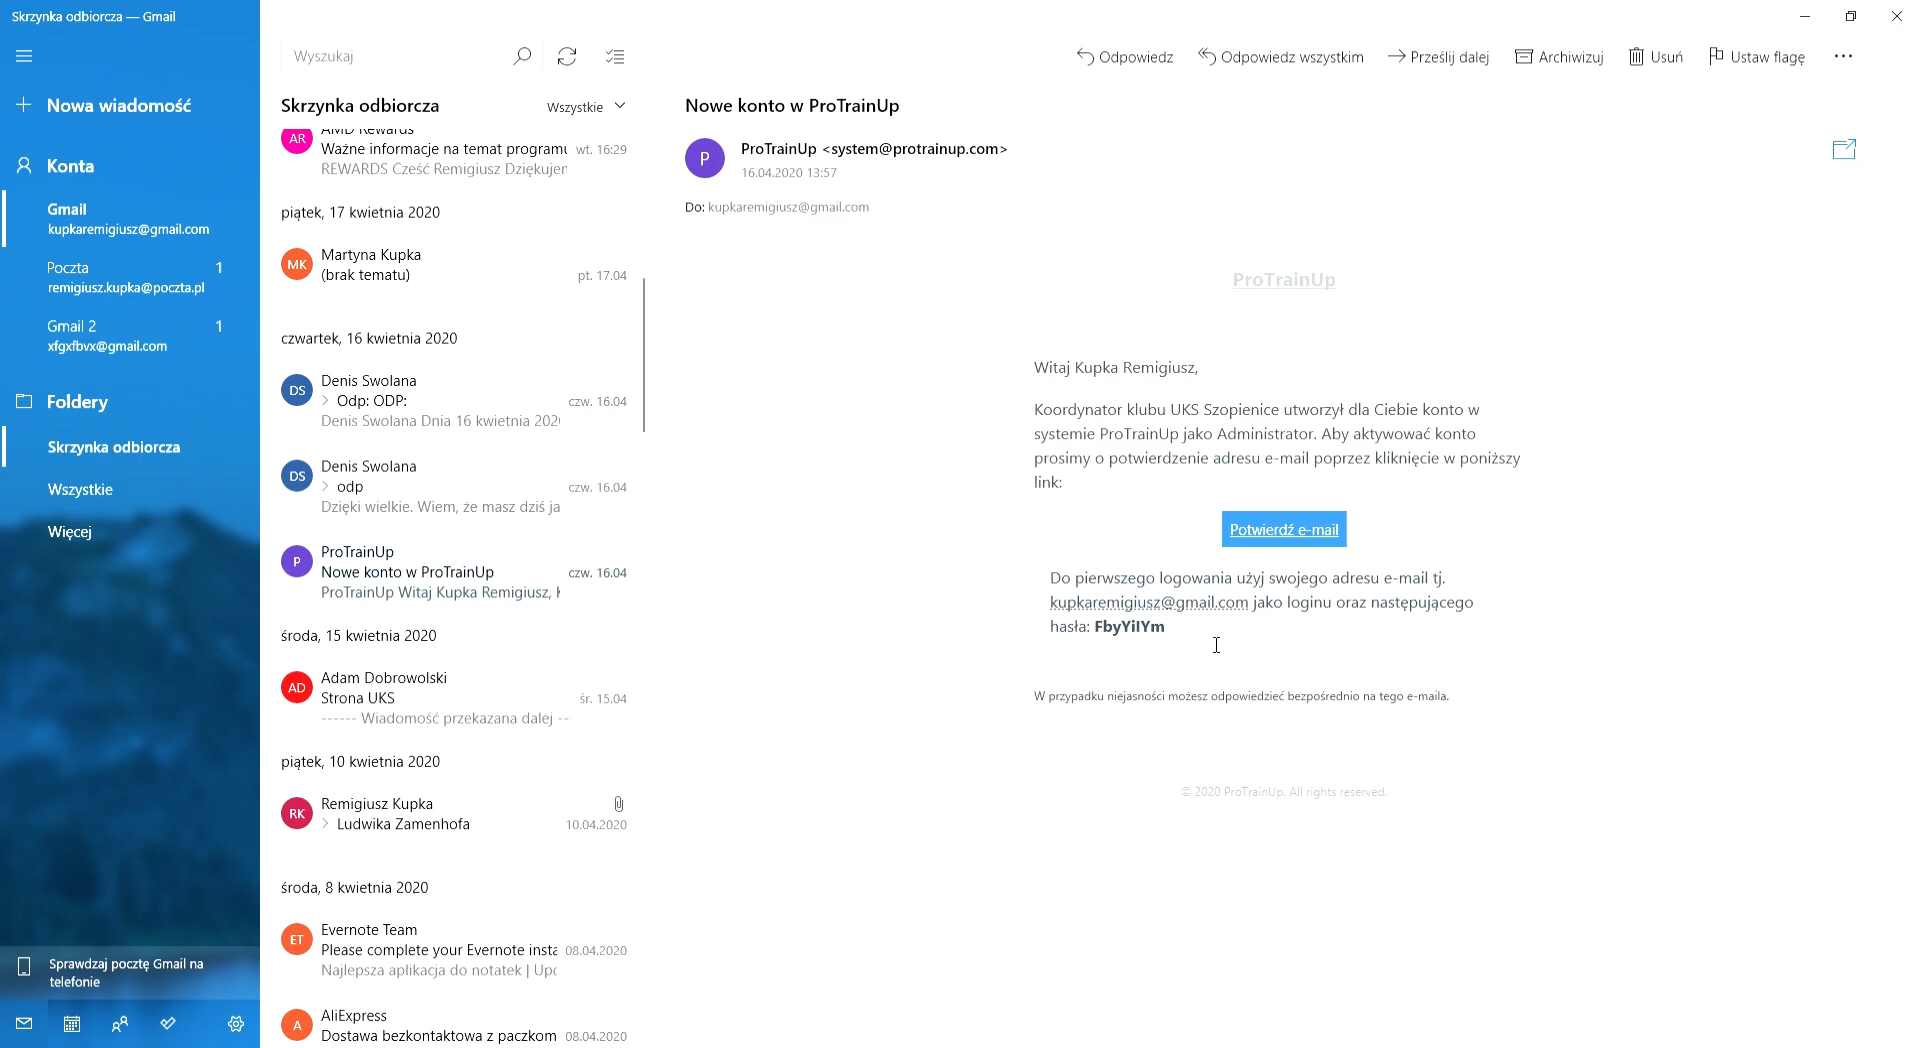 Skrzynka odbiorcza — Gmail
Nowa wiadomość
Konta
Gmail
kupkaremigiusz@gmail.com
Poczta 1
remigiusz.kupka@poczta.pl
Gmail 2 1
xfgxfbvx@gmail.com
Foldery
Skrzynka odbiorcza
Wszystkie
Więcej
Sprawdzaj pocztę Gmail na
telefonie
Wyszukaj
Skrzynka odbiorcza Wszystkie
AR AMD Rewards
Ważne informacje na temat programu wt. 16:29
REWARDS Cześć Remigiusz Dziękujer
piątek, 17 kwietnia 2020
Martyna Kupka
MK (brak tematu) pt. 17.04
czwartek, 16 kwietnia 2020
Denis Swolana
DS > Odp: ODP: czw. 16.04
Denis Swolana Dnia 16 kwietnia 202
Denis Swolana
DS > odp czw. 16.04
Dzięki wielkie. Wiem, że masz dziś ja
ProTrainUp
P Nowe konto w ProTrainUp czw. 16.04
ProTrainUp Witaj Kupka Remigiusz,
środa, 15 kwietnia 2020
Adam Dobrowolski
AD Strona UKS śr. 15.04
------ Wiadomość przekazana dalej --
piątek, 10 kwietnia 2020
Remigiusz Kupka
RK > Ludwika Zamenhofa 10.04.2020
środa, 8 kwietnia 2020
Evernote Team
ET Please complete your Evernote insta 08.04.2020
Najlepsza aplikacja do notatek | Upc
AliExpress
A Dostawa bezkontaktowa z paczkom 08.04.2020
Odpowiedz Odpowiedz wszystkim Prześlij dalej Archiwizuj Usuń Ustaw flagę ...
Nowe konto w ProTrainUp
P ProTrainUp <system@protrainup.com>
16.04.2020 13:57
Do: kupkaremigiusz@gmail.com
ProTrainUp
Witaj Kupka Remigiusz,
Koordynator klubu UKS Szopienice utworzył dla Ciebie konto w
systemie ProTrainUp jako Administrator. Aby aktywować konto
prosimy o potwierdzenie adresu e-mail poprzez kliknięcie w poniższy
link:
Potwierdź e-mail
Do pierwszego logowania użyj swojego adresu e-mail tj.
kupkaremigiusz@gmail.com jako loginu oraz następującego
hasła: FbyYiIYm
W przypadku niejasności możesz odpowiedzieć bezpośrednio na tego e-maila.
© 2020 ProTrainUp. All rights reserved.